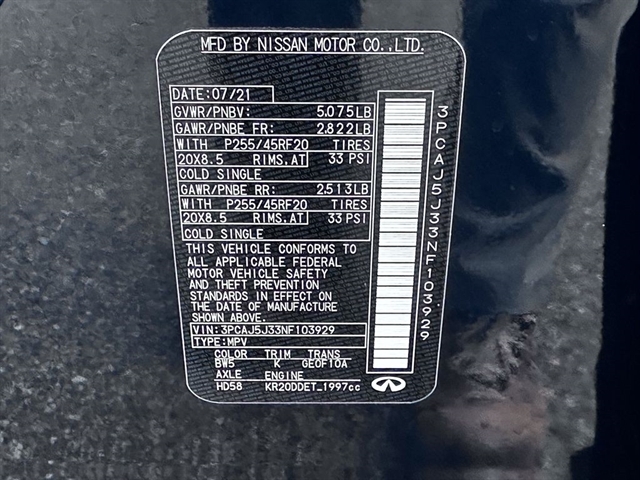 MFD BY NISSAN MOTOR CO.,LTD.
DATE:07/21
GVWR/PNBV: 5,075LB
GAWR/PNBE FR: 2,822LB
WITH P255/45RF20 TIRES
20X8.5 RIMS.AT 33 PSI
COLD SINGLE
GAWR/PNBE RR: 2,513LB
WITH P255/45RF20 TIRES
20X8.5 RIMS.AT 33 PSI
COLD SINGLE
THIS VEHICLE CONFORMS TO
ALL APPLICABLE FEDERAL
MOTOR VEHICLE SAFETY
AND THEFT PREVENTION
STANDARDS IN EFFECT ON
THE DATE OF MANUFACTURE
SHOWN ABOVE.
VIN:3PCAJ5J33NF103929
TYPE:MPV
COLOR TRIM TRANS
BW5 K GE0F10A
AXLE ENGINE
HD58 KR20DDET_1997cc
3PCAJ5J33NF103929